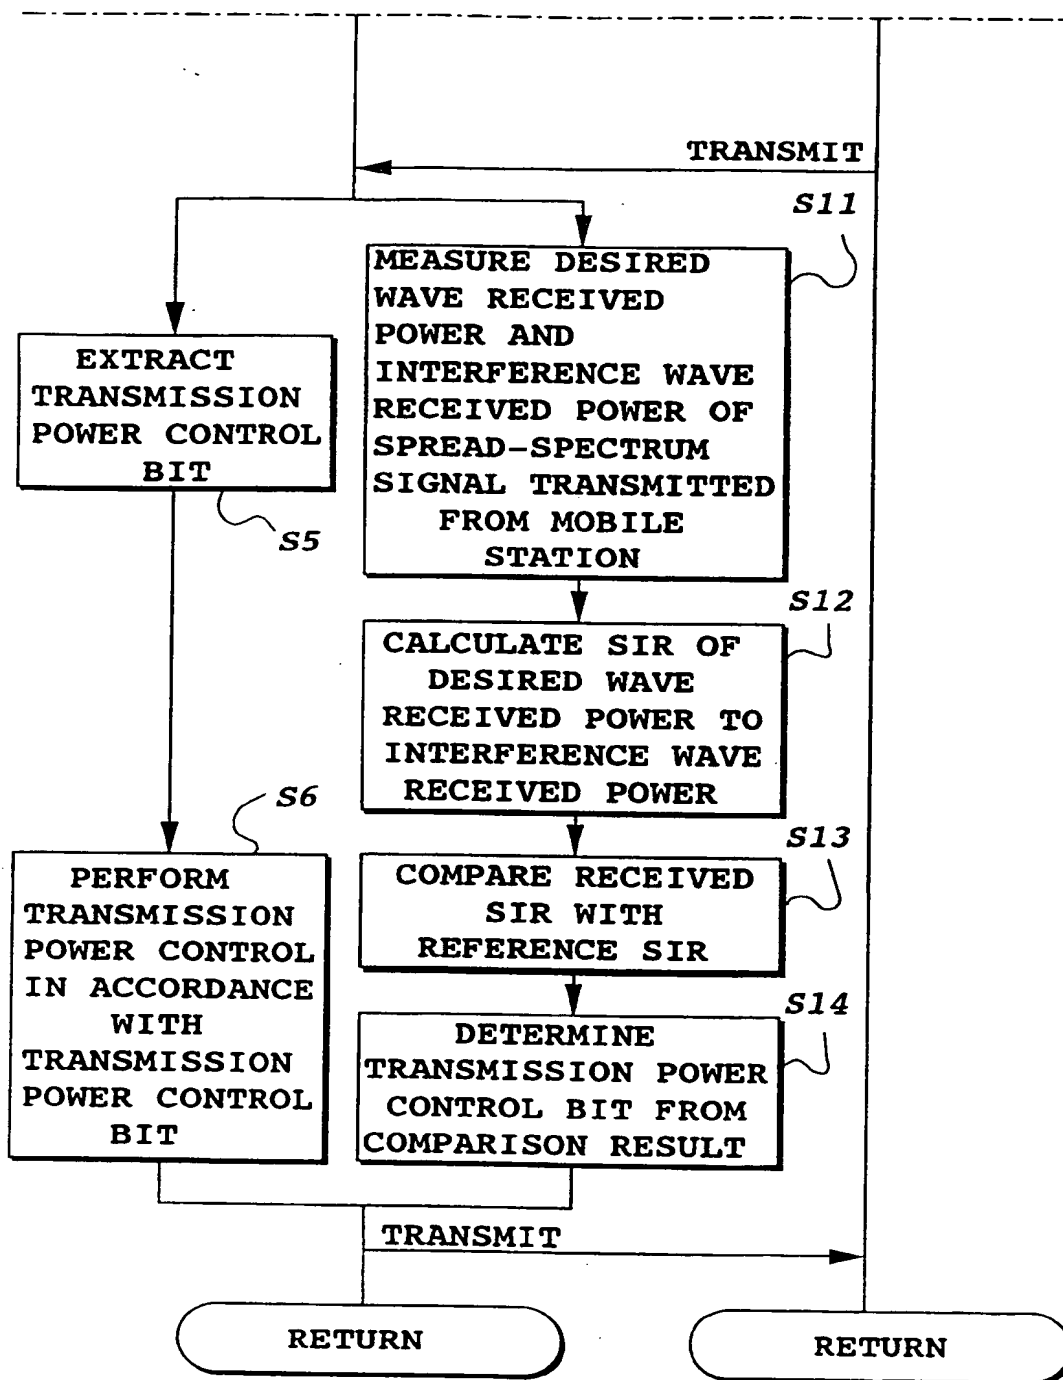 TRANSMIT
S11
MEASURE DESIRED
WAVE RECEIVED
POWER AND
INTERFERENCE WAVE
RECEIVED POWER OF
SPREAD-SPECTRUM
SIGNAL TRANSMITTED
FROM MOBILE
STATION
EXTRACT
TRANSMISSION
POWER CONTROL
BIT
S5
S12
CALCULATE SIR OF
DESIRED WAVE
RECEIVED POWER TO
INTERFERENCE WAVE
RECEIVED POWER
S6
S13
PERFORM
TRANSMISSION
POWER CONTROL
IN ACCORDANCE
WITH
TRANSMISSION
POWER CONTROL
BIT
COMPARE RECEIVED
SIR WITH
REFERENCE SIR
S14
DETERMINE
TRANSMISSION POWER
CONTROL BIT FROM
COMPARISON RESULT
TRANSMIT
RETURN
RETURN